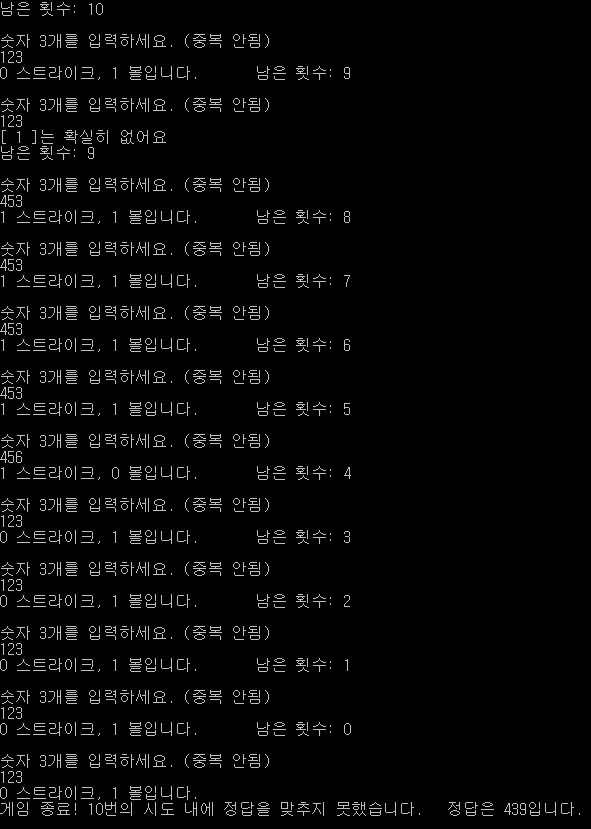 남은 횟수: 10
숫자 3개를 입력하세요. (중복 안됨)
123
0 스트라이크, 1 볼입니다. 남은 횟수: 9
숫자 3개를 입력하세요. (중복 안됨)
123
[ 1 ]는 확실히 없어요
남은 횟수: 9
숫자 3개를 입력하세요. (중복 안됨)
453
1 스트라이크, 1 볼입니다. 남은 횟수: 8
숫자 3개를 입력하세요. (중복 안됨)
453
1 스트라이크, 1 볼입니다. 남은 횟수: 7
숫자 3개를 입력하세요. (중복 안됨)
453
1 스트라이크, 1 볼입니다. 남은 횟수: 6
숫자 3개를 입력하세요. (중복 안됨)
453
1 스트라이크, 1 볼입니다. 남은 횟수: 5
숫자 3개를 입력하세요. (중복 안됨)
456
1 스트라이크, 0 볼입니다. 남은 횟수: 4
숫자 3개를 입력하세요. (중복 안됨)
123
0 스트라이크, 1 볼입니다. 남은 횟수: 3
숫자 3개를 입력하세요. (중복 안됨)
123
0 스트라이크, 1 볼입니다. 남은 횟수: 2
숫자 3개를 입력하세요. (중복 안됨)
123
0 스트라이크, 1 볼입니다. 남은 횟수: 1
숫자 3개를 입력하세요. (중복 안됨)
123
0 스트라이크, 1 볼입니다. 남은 횟수: 0
숫자 3개를 입력하세요. (중복 안됨)
123
0 스트라이크, 1 볼입니다.
게임 종료! 10번의 시도 내에 정답을 맞추지 못했습니다. 정답은 439입니다.